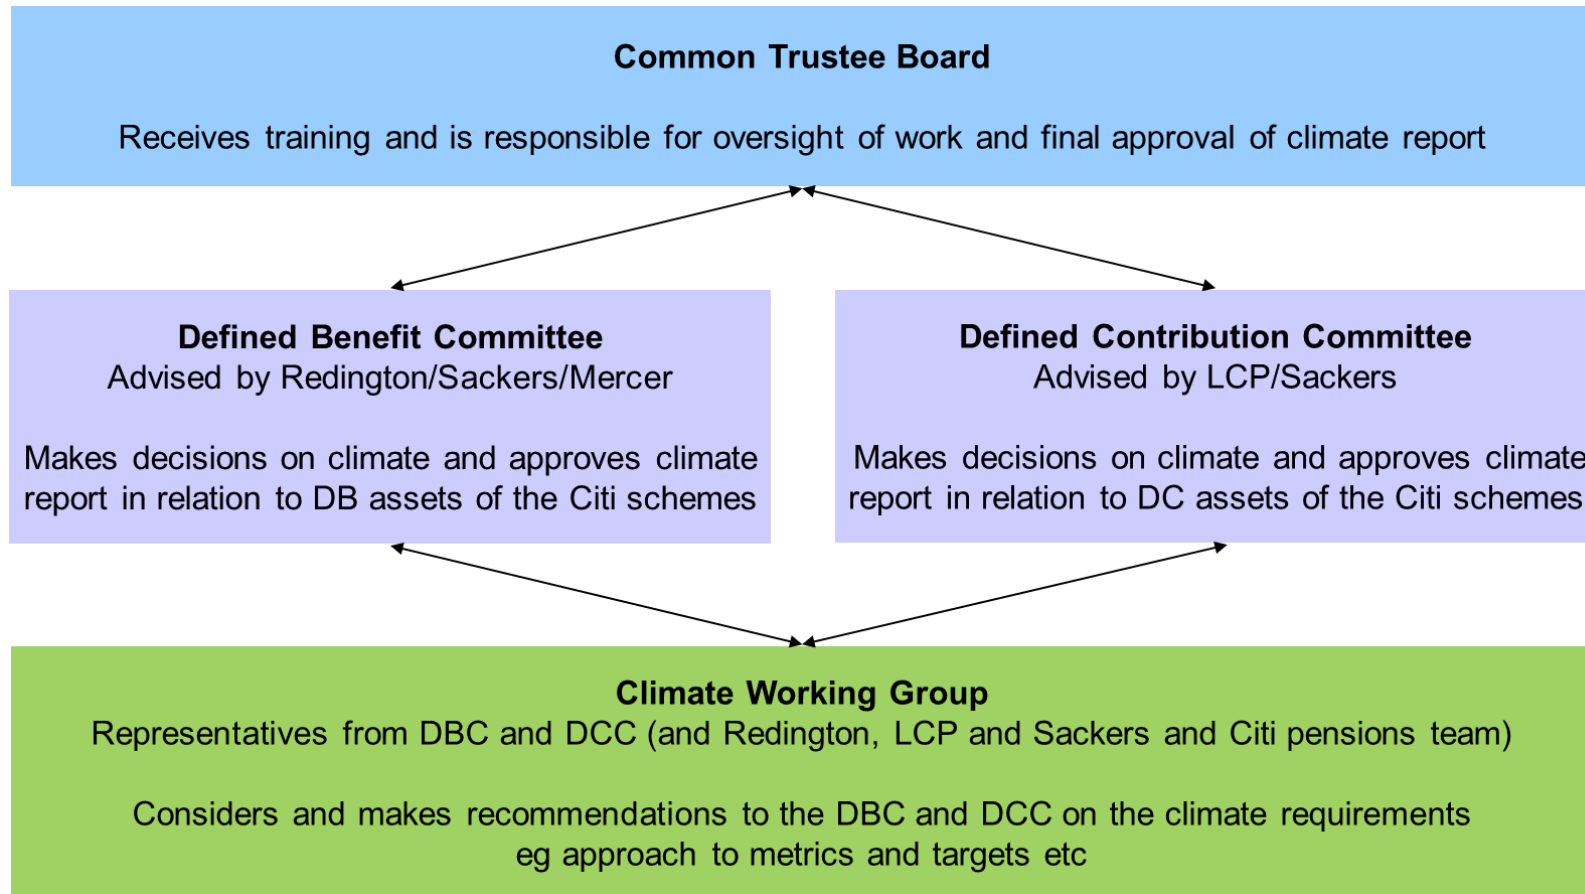 Common Trustee Board
Receives training and is responsible for oversight of work and final approval of climate report
Defined Benefit Committee
Advised by Redington/Sackers/Mercer
Makes decisions on climate and approves climate
report in relation to DB assets of the Citi schemes
Defined Contribution Committee
Advised by LCP/Sackers
Makes decisions on climate and approves climate
report in relation to DC assets of the Citi schemes
Climate Working Group
Representatives from DBC and DCC (and Redington, LCP and Sackers and Citi pensions team)
Considers and makes recommendations to the DBC and DCC on the climate requirements
eg approach to metrics and targets etc